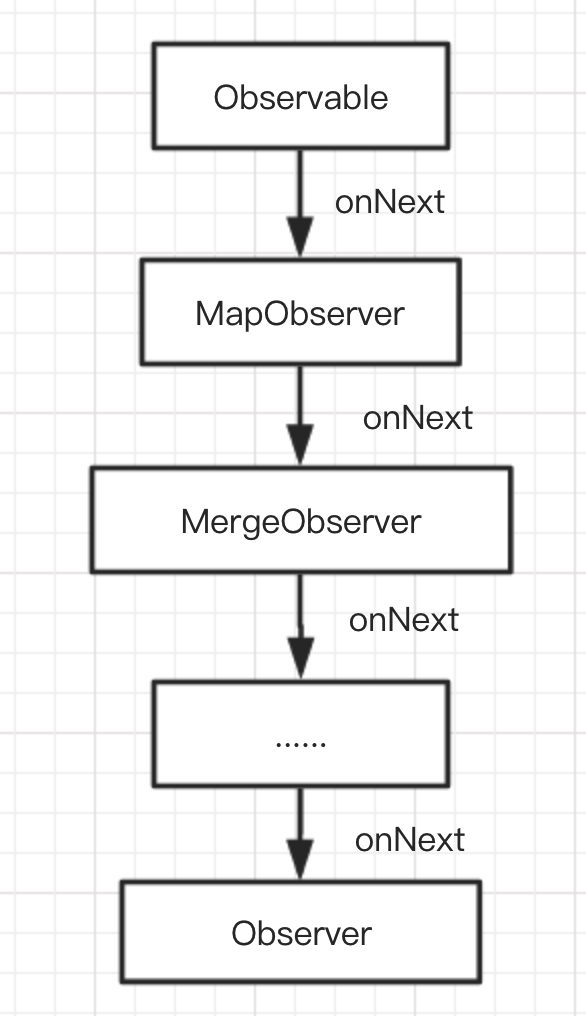 Observable
onNext
MapObserver
onNext
MergeObserver
onNext
......
onNext
Observer